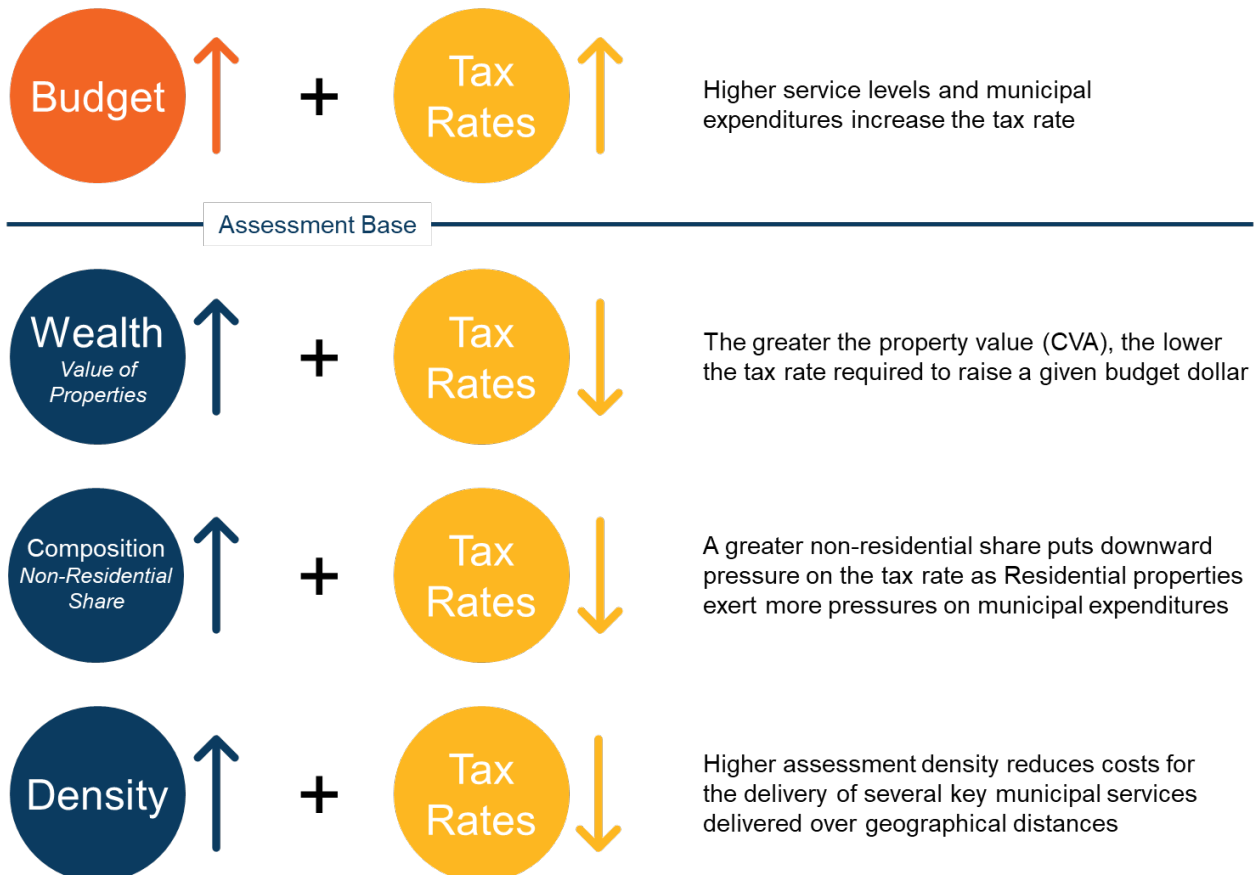 Budget
+
Tax
Rates
Higher service levels and municipal
expenditures increase the tax rate
Assessment Base
Wealth
Value of
Properties
+
Tax
Rates
The greater the property value (CVA), the lower
the tax rate required to raise a given budget dollar
Composition
Non-Residential
Share
+
Tax
Rates
A greater non-residential share puts downward
pressure on the tax rate as Residential properties
exert more pressures on municipal expenditures
Density
+
Tax
Rates
Higher assessment density reduces costs for
the delivery of several key municipal services
delivered over geographical distances